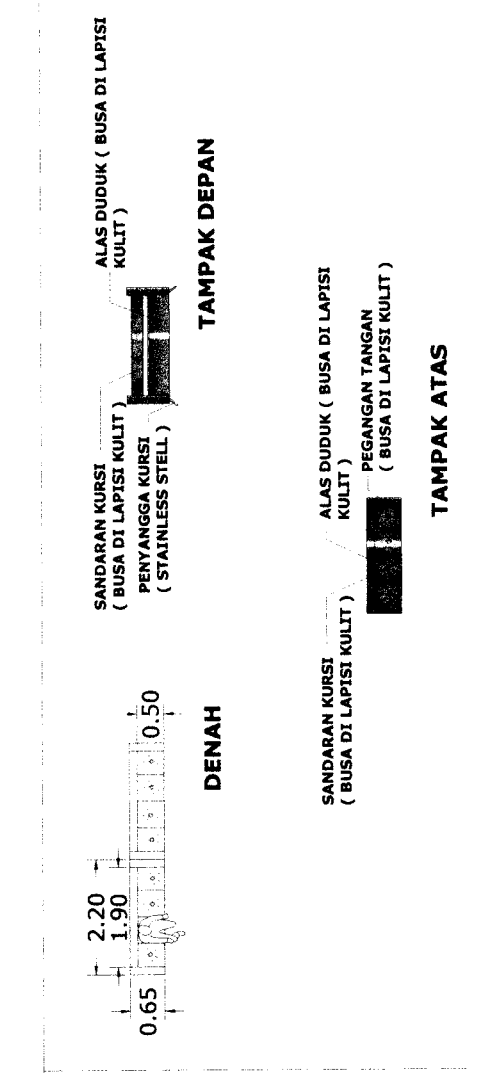 2.20
1.90
0.65
0.50
DENAH
SANDARAN KURSI
( BUSA DI LAPISI KULIT )
PENYANGGA KURSI
( STAINLESS STELL )
ALAS DUDUK ( BUSA DI LAPISI
KULIT )
TAMPAK DEPAN
SANDARAN KURSI
( BUSA DI LAPISI KULIT )
ALAS DUDUK ( BUSA DI LAPISI
KULIT )
PEGANGAN TANGAN
( BUSA DI LAPISI KULIT )
TAMPAK ATAS